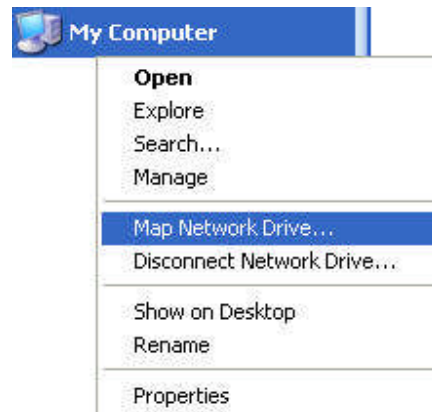 My Computer
Open
Explore
Search...
Manage
Map Network Drive...
Disconnect Network Drive...
Show on Desktop
Rename
Properties